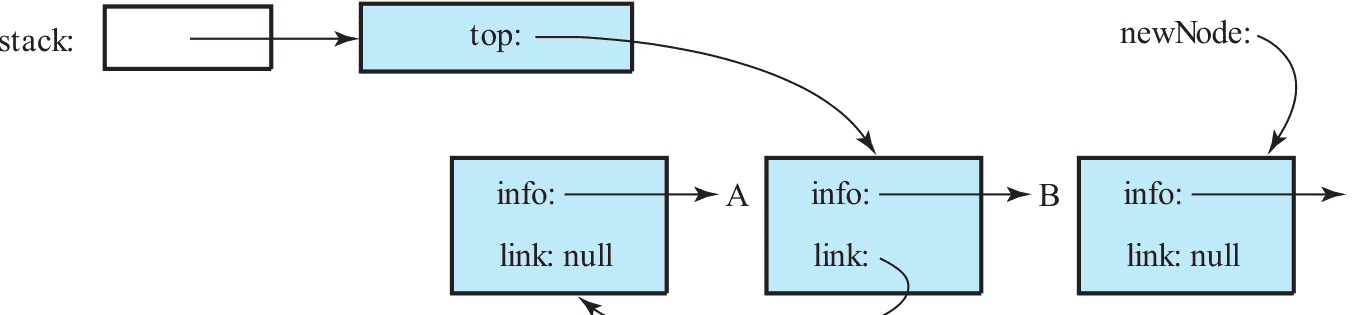 stack:
top:
newNode:
info:
A
info:
B
info:
link: null
link:
link: null